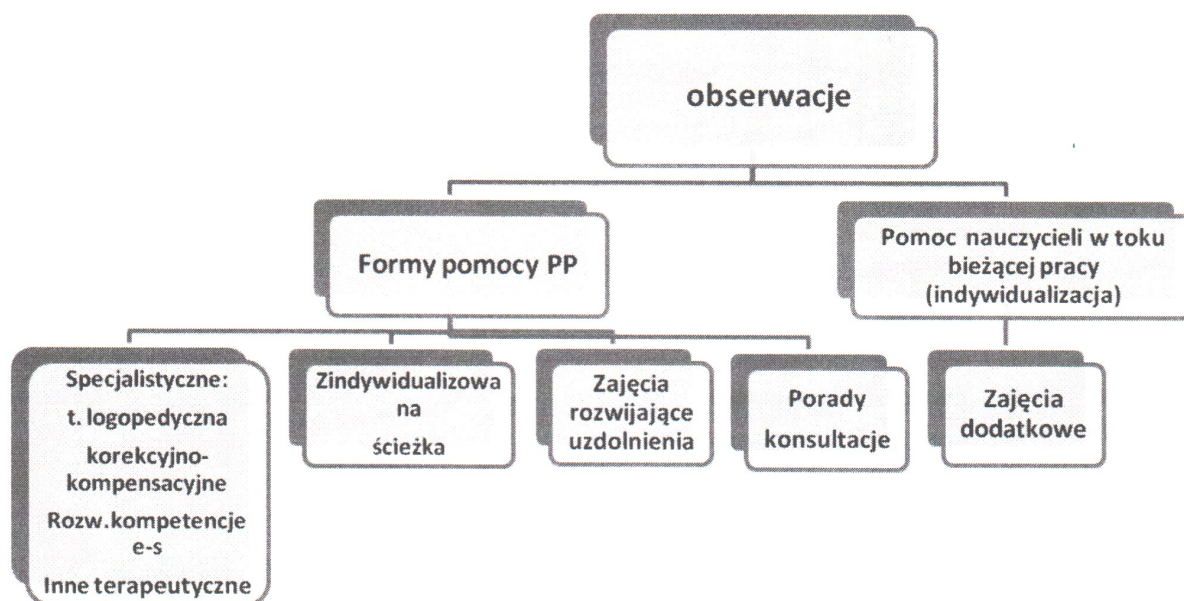 obserwacje
Formy pomocy PP
Pomoc nauczycieli w toku
bieżącej pracy
(indywidualizacja)
Specjalistyczne:
t. logopedyczna
korekcyjno-
kompensacyjne
Rozw.kompetencje
e-s
Inne terapeutyczne
Zindywidualizowa
na
ścieżka
Zajęcia
rozwijające
uzdolnienia
Porady
konsultacje
Zajęcia
dodatkowe